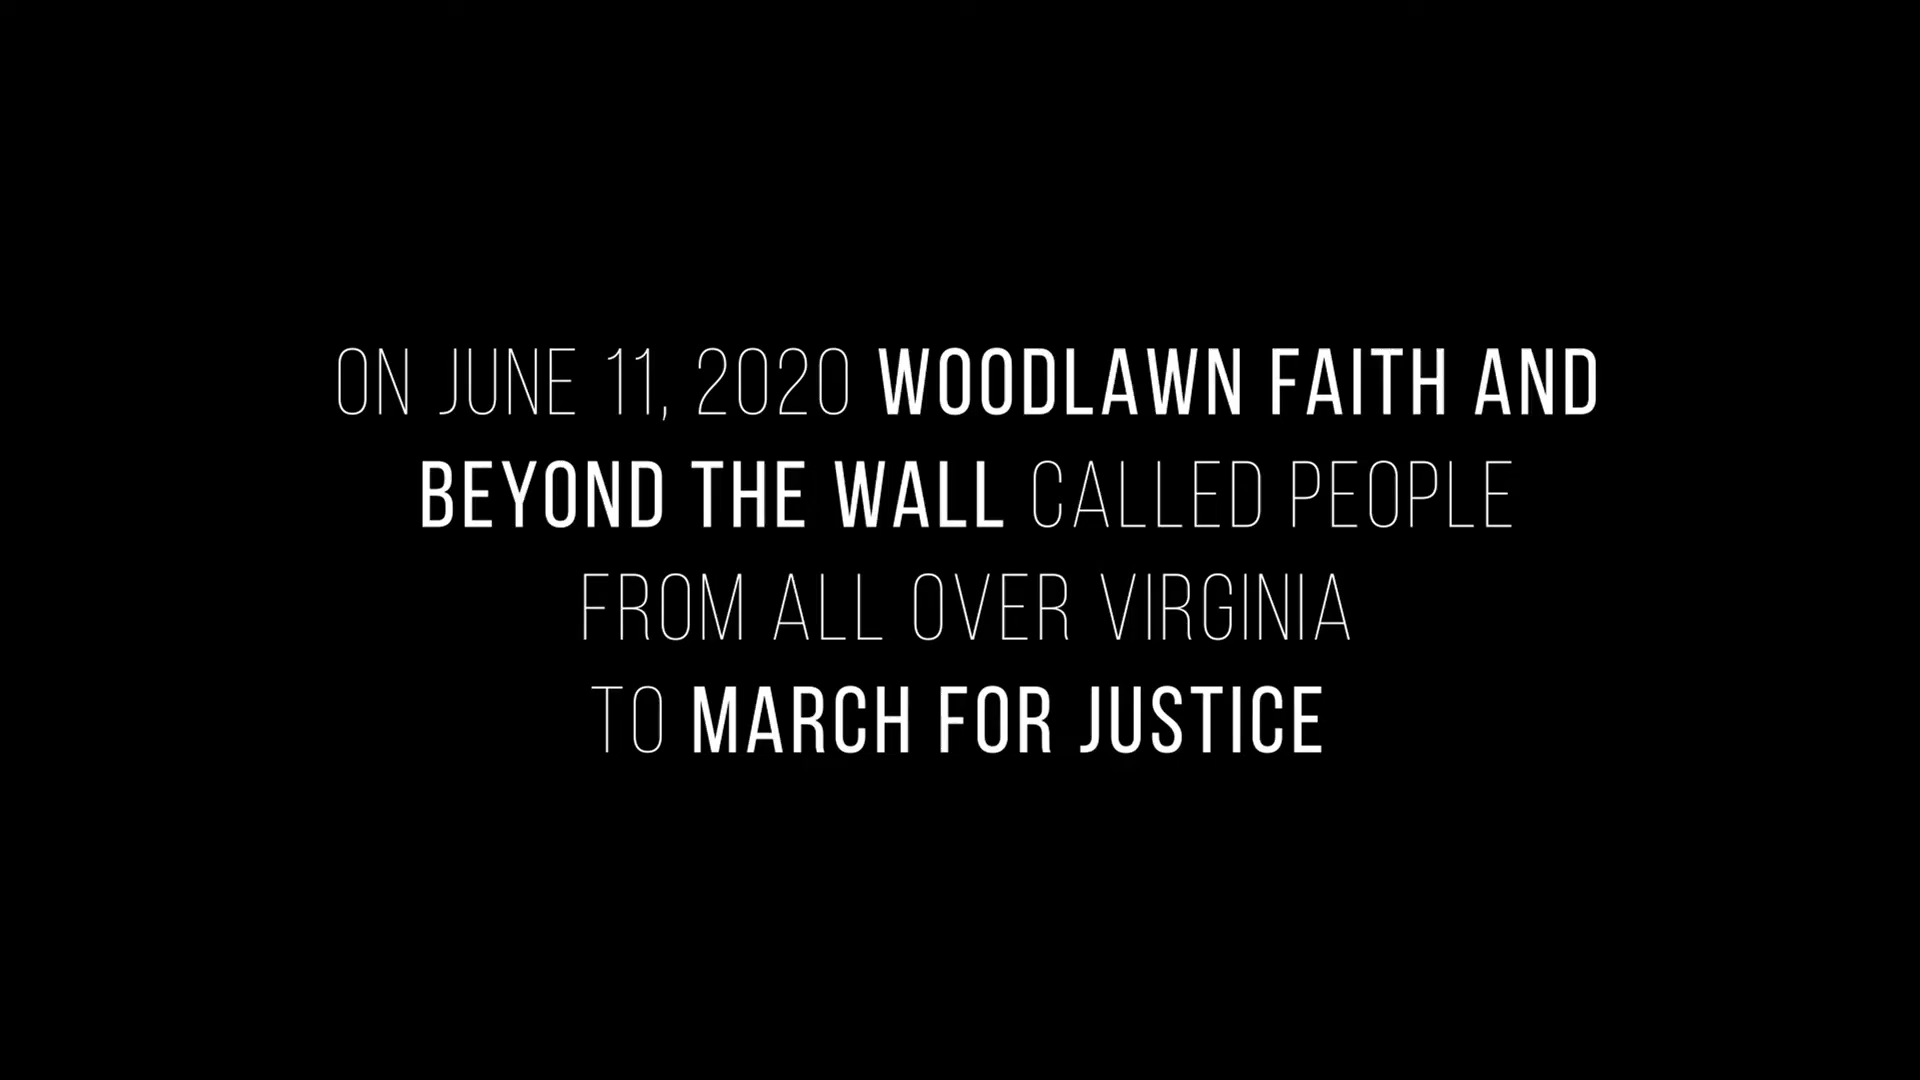 ON JUNE 11, 2020 WOODLAWN FAITH AND
BEYOND THE WALL CALLED PEOPLE
FROM ALL OVER VIRGINIA
TO MARCH FOR JUSTICE